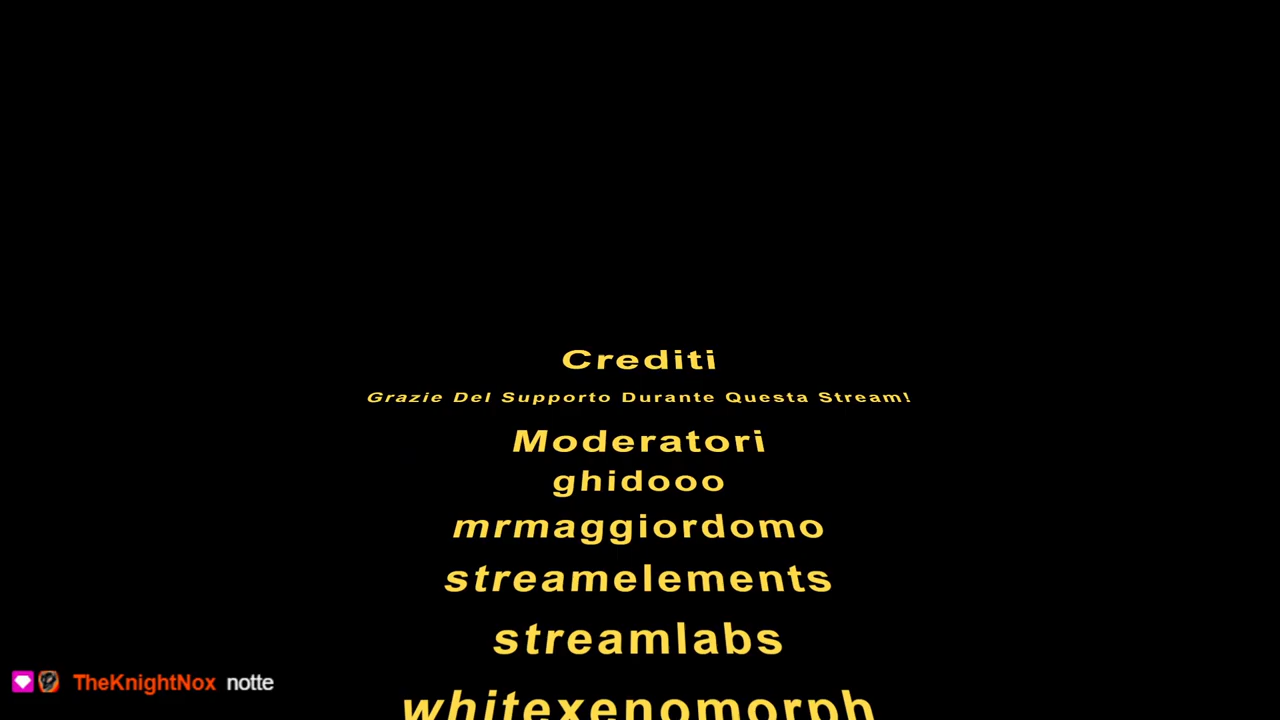 Crediti
Grazie Del Supporto Durante Questa Stream!
Moderatori
ghidooo
mrmaggiordomo
streamelements
streamlabs
TheKnightNox notte
whitexenomorph